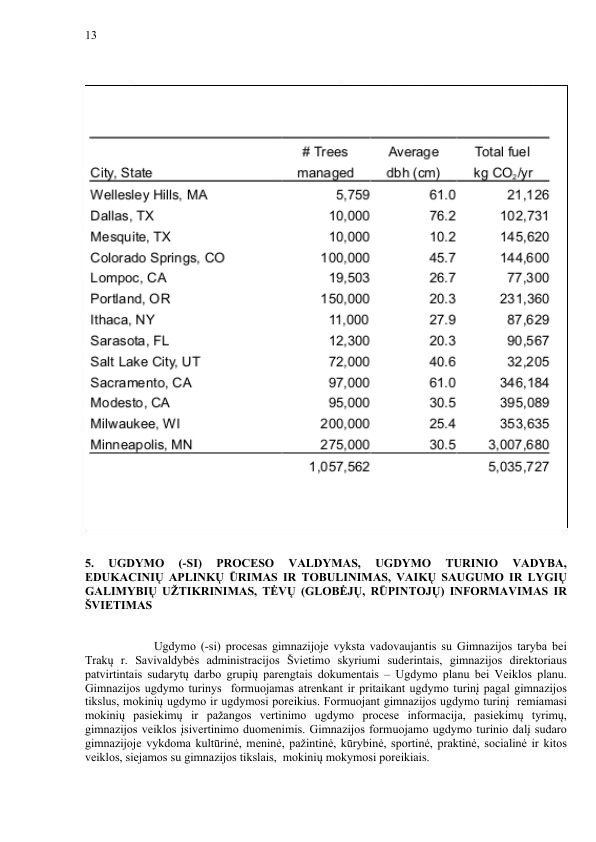 13
# Trees Average Total fuel
City, State managed dbh (cm) kg CO₂/yr
Wellesley Hills, MA 5,759 61.0 21,126
Dallas, TX 10,000 76.2 102,731
Mesquite, TX 10,000 10.2 145,620
Colorado Springs, CO 100,000 45.7 144,600
Lompoc, CA 19,503 26.7 77,300
Portland, OR 150,000 20.3 231,360
Ithaca, NY 11,000 27.9 87,629
Sarasota, FL 12,300 20.3 90,567
Salt Lake City, UT 72,000 40.6 32,205
Sacramento, CA 97,000 61.0 346,184
Modesto, CA 95,000 30.5 395,089
Milwaukee, WI 200,000 25.4 353,635
Minneapolis, MN 275,000 30.5 3,007,680
1,057,562 5,035,727
5. UGDYMO (-SI) PROCESO VALDYMAS, UGDYMO TURINIO VADYBA,
EDUKACINIŲ APLINKŲ ŪRIMAS IR TOBULINIMAS, VAIKŲ SAUGUMO IR LYGIŲ
GALIMYBIŲ UŽTIKRINIMAS, TĖVŲ (GLOBĖJŲ, RŪPINTOJŲ) INFORMAVIMAS IR
ŠVIETIMAS
Ugdymo (-si) procesas gimnazijoje vyksta vadovaujantis su Gimnazijos taryba bei
Trakų r. Savivaldybės administracijos Švietimo skyriumi suderintais, gimnazijos direktoriaus
patvirtintais sudarytų darbo grupių parengtais dokumentais – Ugdymo planu bei Veiklos planu.
Gimnazijos ugdymo turinys formuojamas atrenkant ir pritaikant ugdymo turinį pagal gimnazijos
tikslus, mokinių ugdymo ir ugdymosi poreikius. Formuojant gimnazijos ugdymo turinį remiamasi
mokinių pasiekimų ir pažangos vertinimo ugdymo procese informacija, pasiekimų tyrimų,
gimnazijos veiklos įsivertinimo duomenimis. Gimnazijos formuojamo ugdymo turinio dalį sudaro
gimnazijoje vykdoma kultūrinė, meninė, pažintinė, kūrybinė, sportinė, praktinė, socialinė ir kitos
veiklos, siejamos su gimnazijos tikslais, mokinių mokymosi poreikiais.